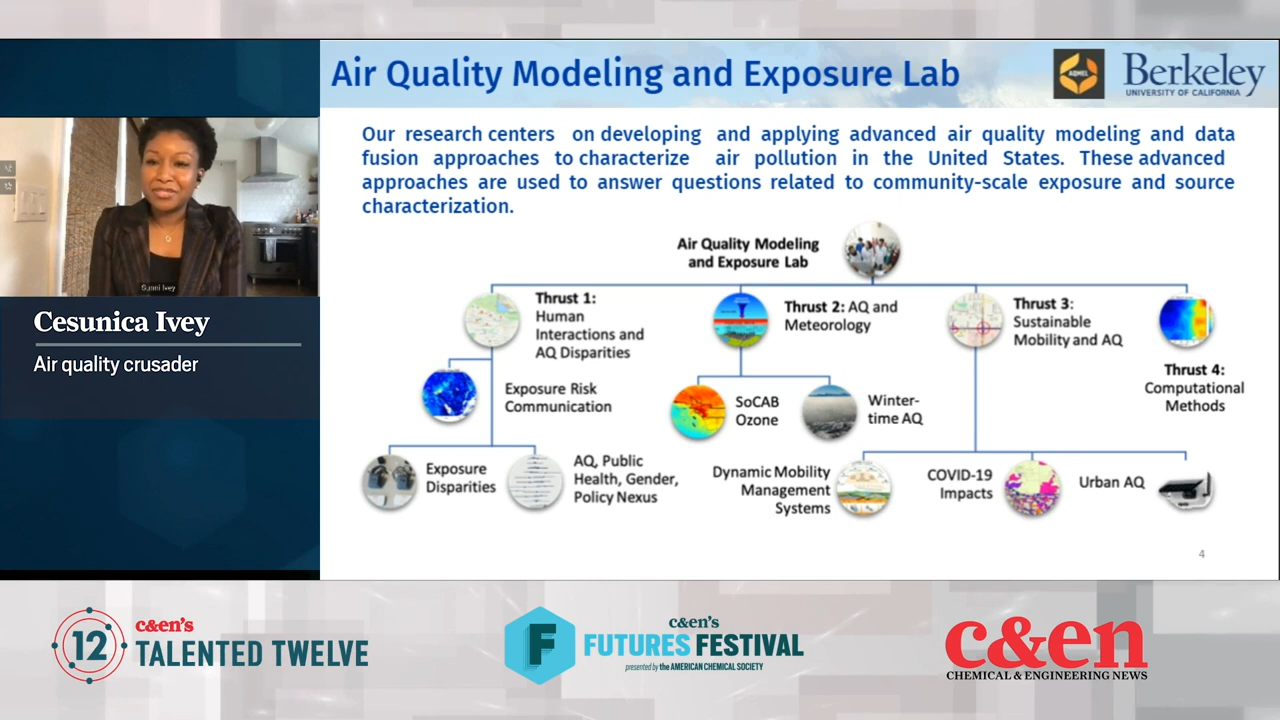 Air Quality Modeling and Exposure Lab
AQMEL
Berkeley
UNIVERSITY OF CALIFORNIA
Our research centers on developing and applying advanced air quality modeling and data
fusion approaches to characterize air pollution in the United States. These advanced
approaches are used to answer questions related to community-scale exposure and source
characterization.
Sunni Ivey
Cesunica Ivey
Air quality crusader
Air Quality Modeling
and Exposure Lab
Thrust 1:
Human
Interactions and
AQ Disparities
Thrust 2: AQ and
Meteorology
Thrust 3:
Sustainable
Mobility and AQ
Thrust 4:
Computational
Methods
Exposure Risk
Communication
SoCAB
Ozone
Winter-
time AQ
Exposure
Disparities
AQ, Public
Health, Gender,
Policy Nexus
Dynamic Mobility
Management
Systems
COVID-19
Impacts
Urban AQ
4
12
c&en's
TALENTED TWELVE
F
c&en's
FUTURES FESTIVAL
presented by the AMERICAN CHEMICAL SOCIETY
c&en
CHEMICAL & ENGINEERING NEWS